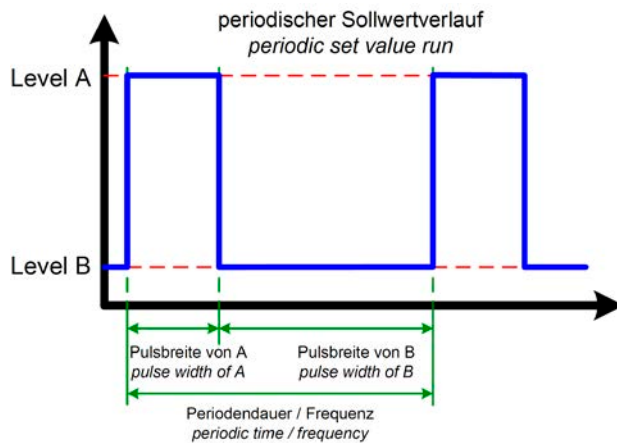 periodischer Sollwertverlauf
periodic set value run
Level A
Level B
Pulsbreite von A
pulse width of A
Pulsbreite von B
pulse width of B
Periodendauer / Frequenz
periodic time / frequency